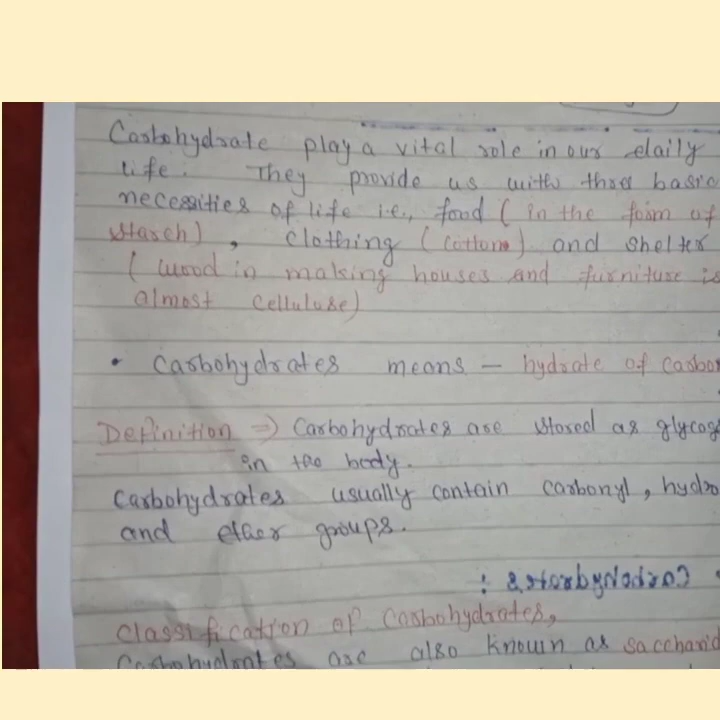 Carbohydrate play a vital role in our daily
life. They provide us with three basic
necessities of life i.e., food (in the form of
starch), clothing (cotton) and shelter
(wood in making houses and furniture is
almost cellulose)
• Carbohydrates means – hydrate of carbon
Definition ⇒ Carbohydrates are stored as glycog
in the body.
Carbohydrates usually contain carbonyl, hydro
and ether groups.
Carbohydrates :
Classification of Carbohydrates,
Carbohydrates are also known as saccharid